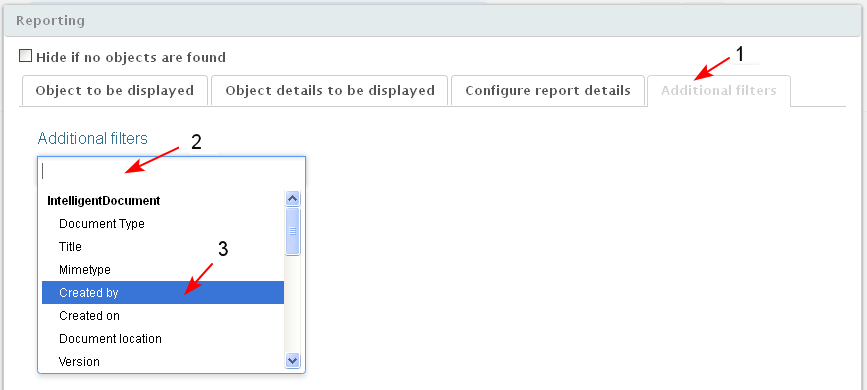 Reporting
Hide if no objects are found
1
Object to be displayed Object details to be displayed Configure report details Additional filters
Additional filters
2
IntelligentDocument
Document Type
Title
3
Mimetype
Created by
Created on
Document location
Version